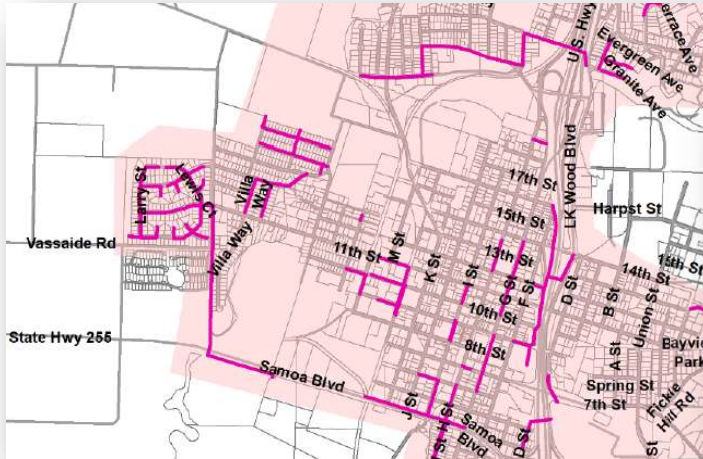 U.S. Hwy
Terrace Ave
Evergreen Ave
Granite Ave
LK Wood Blvd
17th St
Larry St
Lewis Ct
Villa
Way
15th St
Harpst St
Vassaide Rd
Villa Way
11th St
M St
K St
13th St
I St
G St
F St
D St
14th St
15th St
B St
Union St
10th St
State Hwy 255
8th St
A St
Bayview
Park
Samoa Blvd
Spring St
7th St
Fickle
Hill Rd
J St
H St
I St
Samoa
Blvd
D St
St